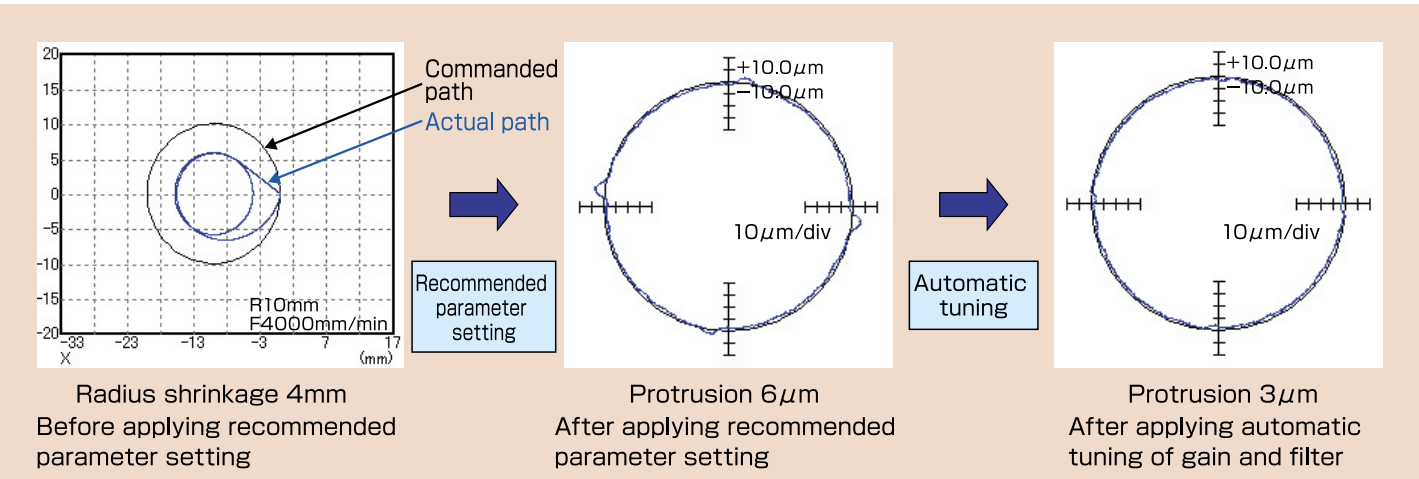 20
15
10
5
0
-5
-10
-15
-20
-33 -23 -13 -3 7 17
X (mm)
R10mm
F4000mm/min
Commanded
path
Actual path
Radius shrinkage 4mm
Before applying recommended
parameter setting
Recommended
parameter
setting
+10.0μm
-10.0μm
10μm/div
Protrusion 6μm
After applying recommended
parameter setting
Automatic
tuning
+10.0μm
-10.0μm
10μm/div
Protrusion 3μm
After applying automatic
tuning of gain and filter